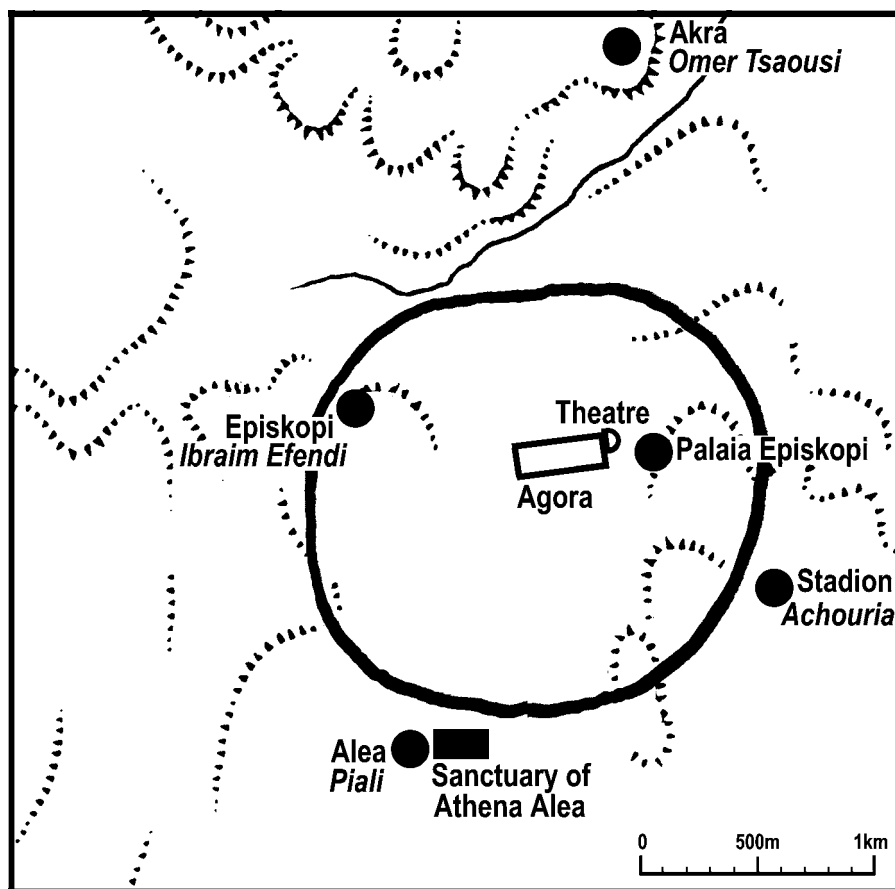 Akrá
Omer Tsaousi
Theatre
Episkopi
Ibraim Efendi
Palaia Episkopi
Agora
Stadion
Achouria
Alea
Piali
Sanctuary of
Athena Alea
0 500m 1km